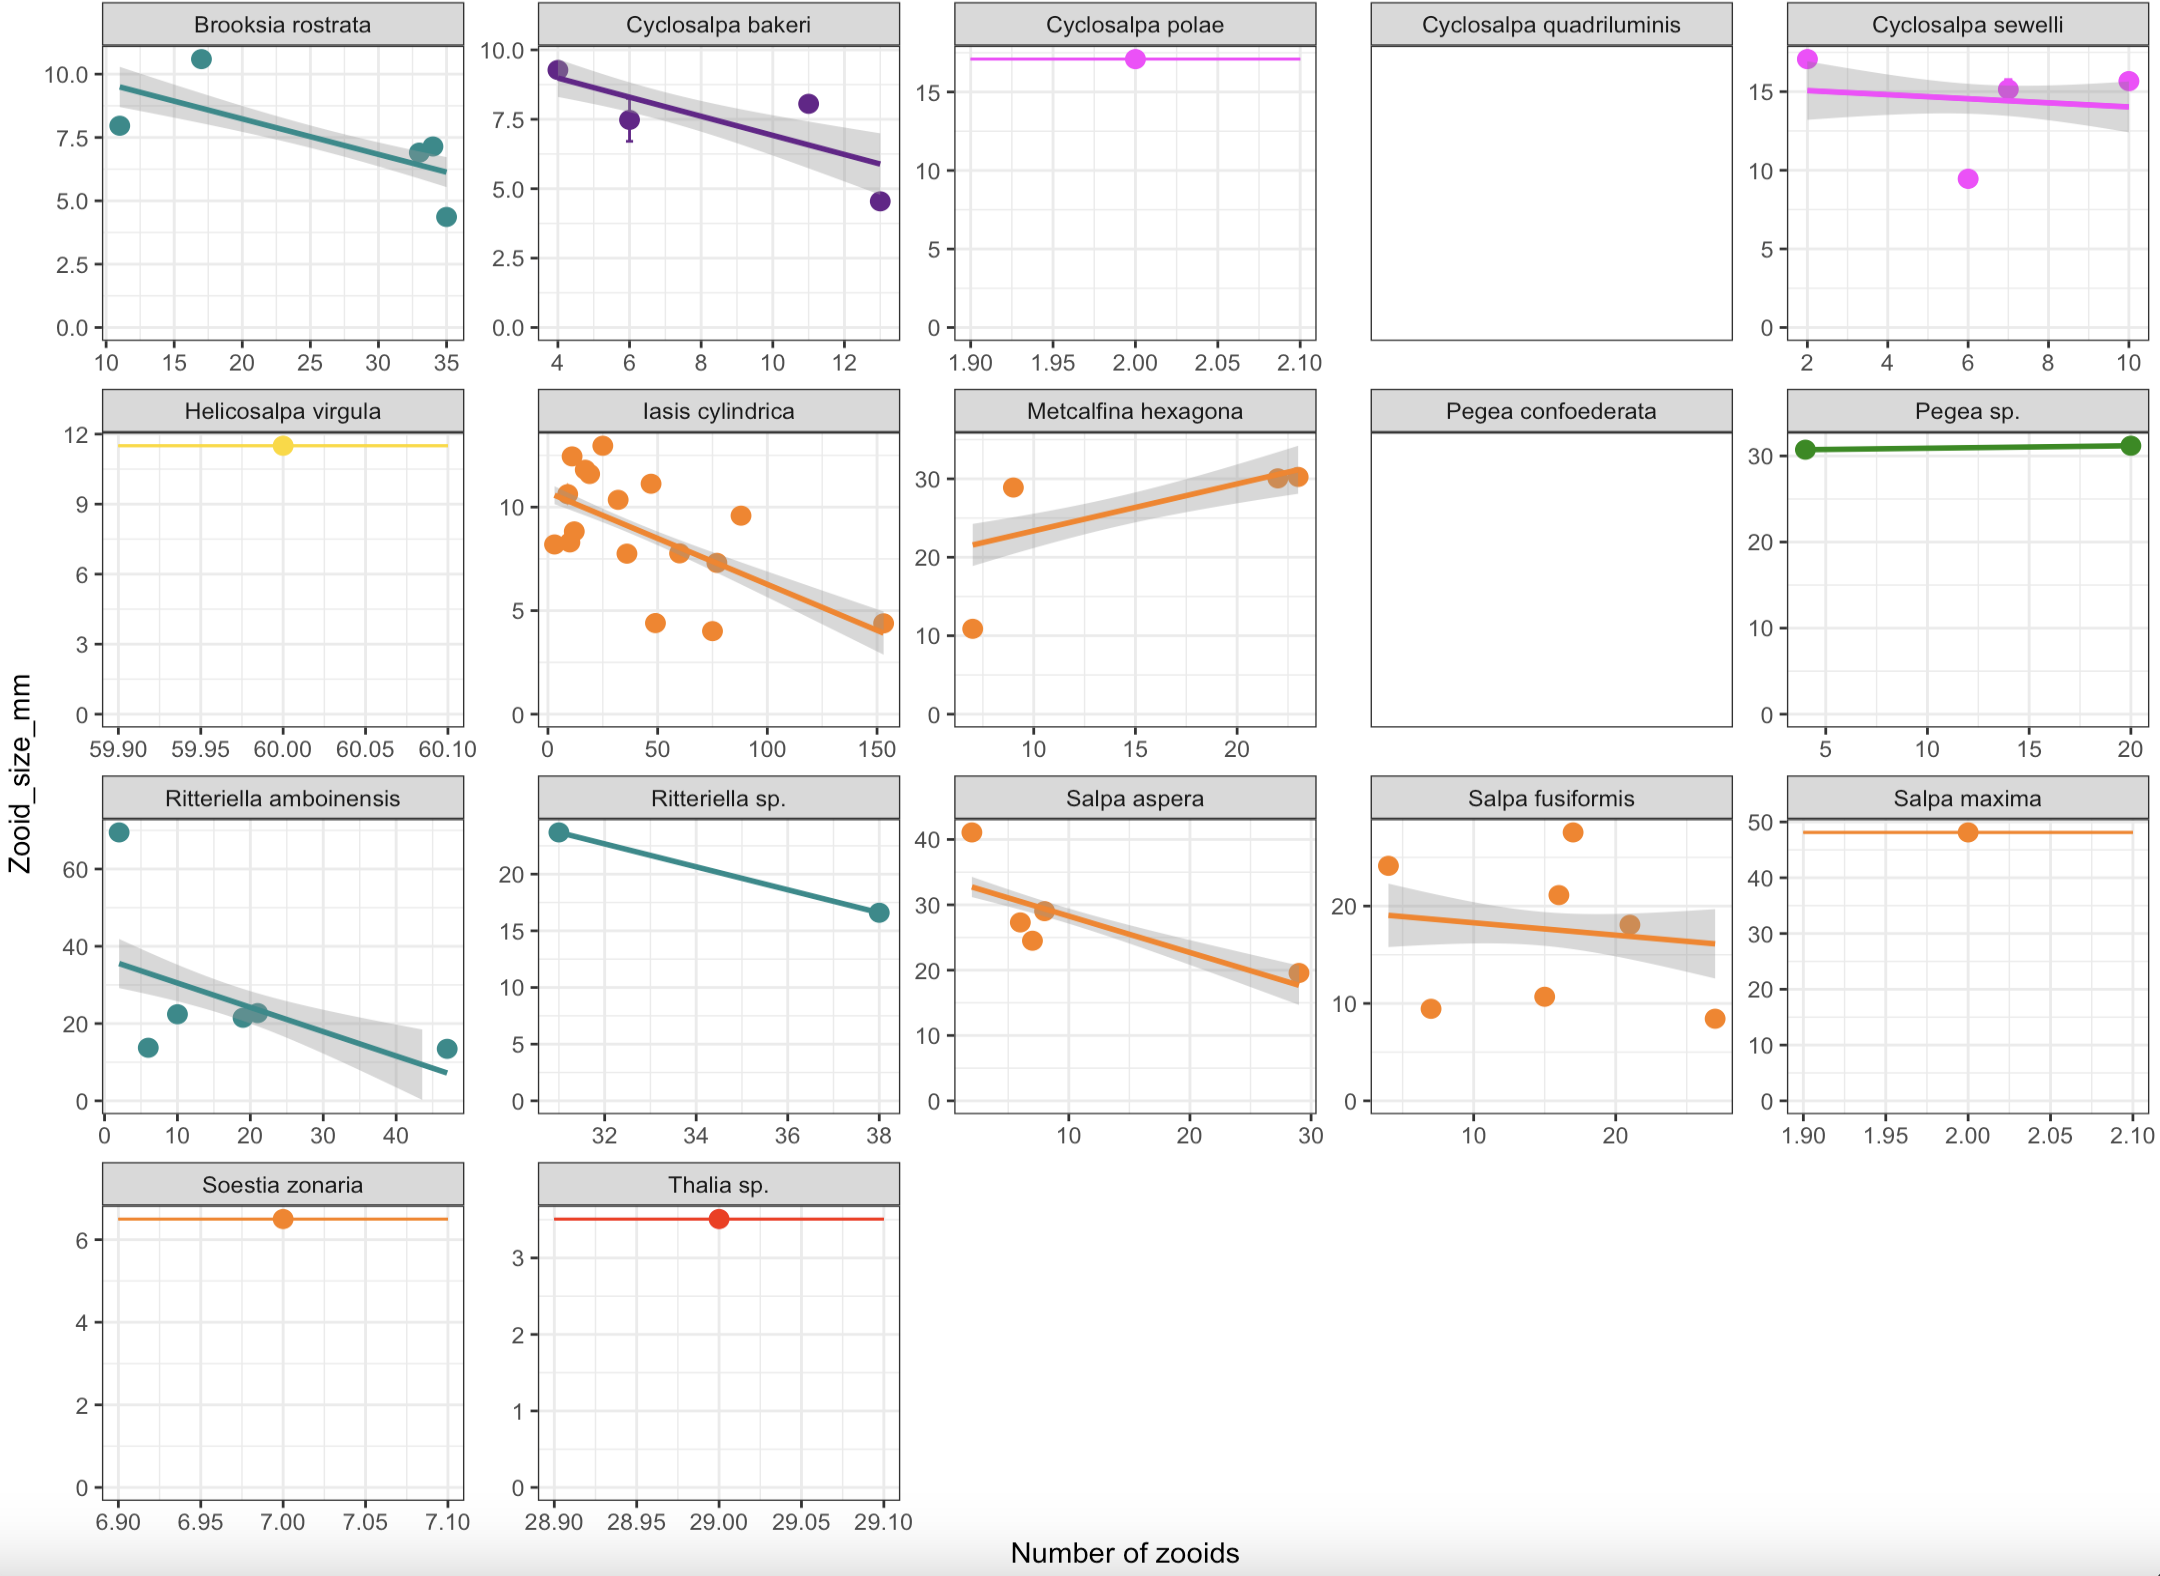 Brooksia rostrata
Cyclosalpa bakeri
Cyclosalpa polae
Cyclosalpa quadriluminis
Cyclosalpa sewelli
10.0
7.5
5.0
2.5
0.0
10 15 20 25 30 35
10.0
7.5
5.0
2.5
0.0
4 6 8 10 12
15
10
5
0
1.90 1.95 2.00 2.05 2.10
15
10
5
0
2 4 6 8 10
Helicosalpa virgula
Iasis cylindrica
Metcalfina hexagona
Pegea confoederata
Pegea sp.
12
9
6
3
0
59.90 59.95 60.00 60.05 60.10
10
5
0
0 50 100 150
30
20
10
0
10 15 20
30
20
10
0
5 10 15 20
Zooid_size_mm
Ritteriella amboinensis
Ritteriella sp.
Salpa aspera
Salpa fusiformis
Salpa maxima
60
40
20
0
0 10 20 30 40
20
15
10
5
0
32 34 36 38
40
30
20
10
0
10 20 30
20
10
0
10 20
50
40
30
20
10
0
1.90 1.95 2.00 2.05 2.10
Soestia zonaria
Thalia sp.
6
4
2
0
6.90 6.95 7.00 7.05 7.10
3
2
1
0
28.90 28.95 29.00 29.05 29.10
Number of zooids